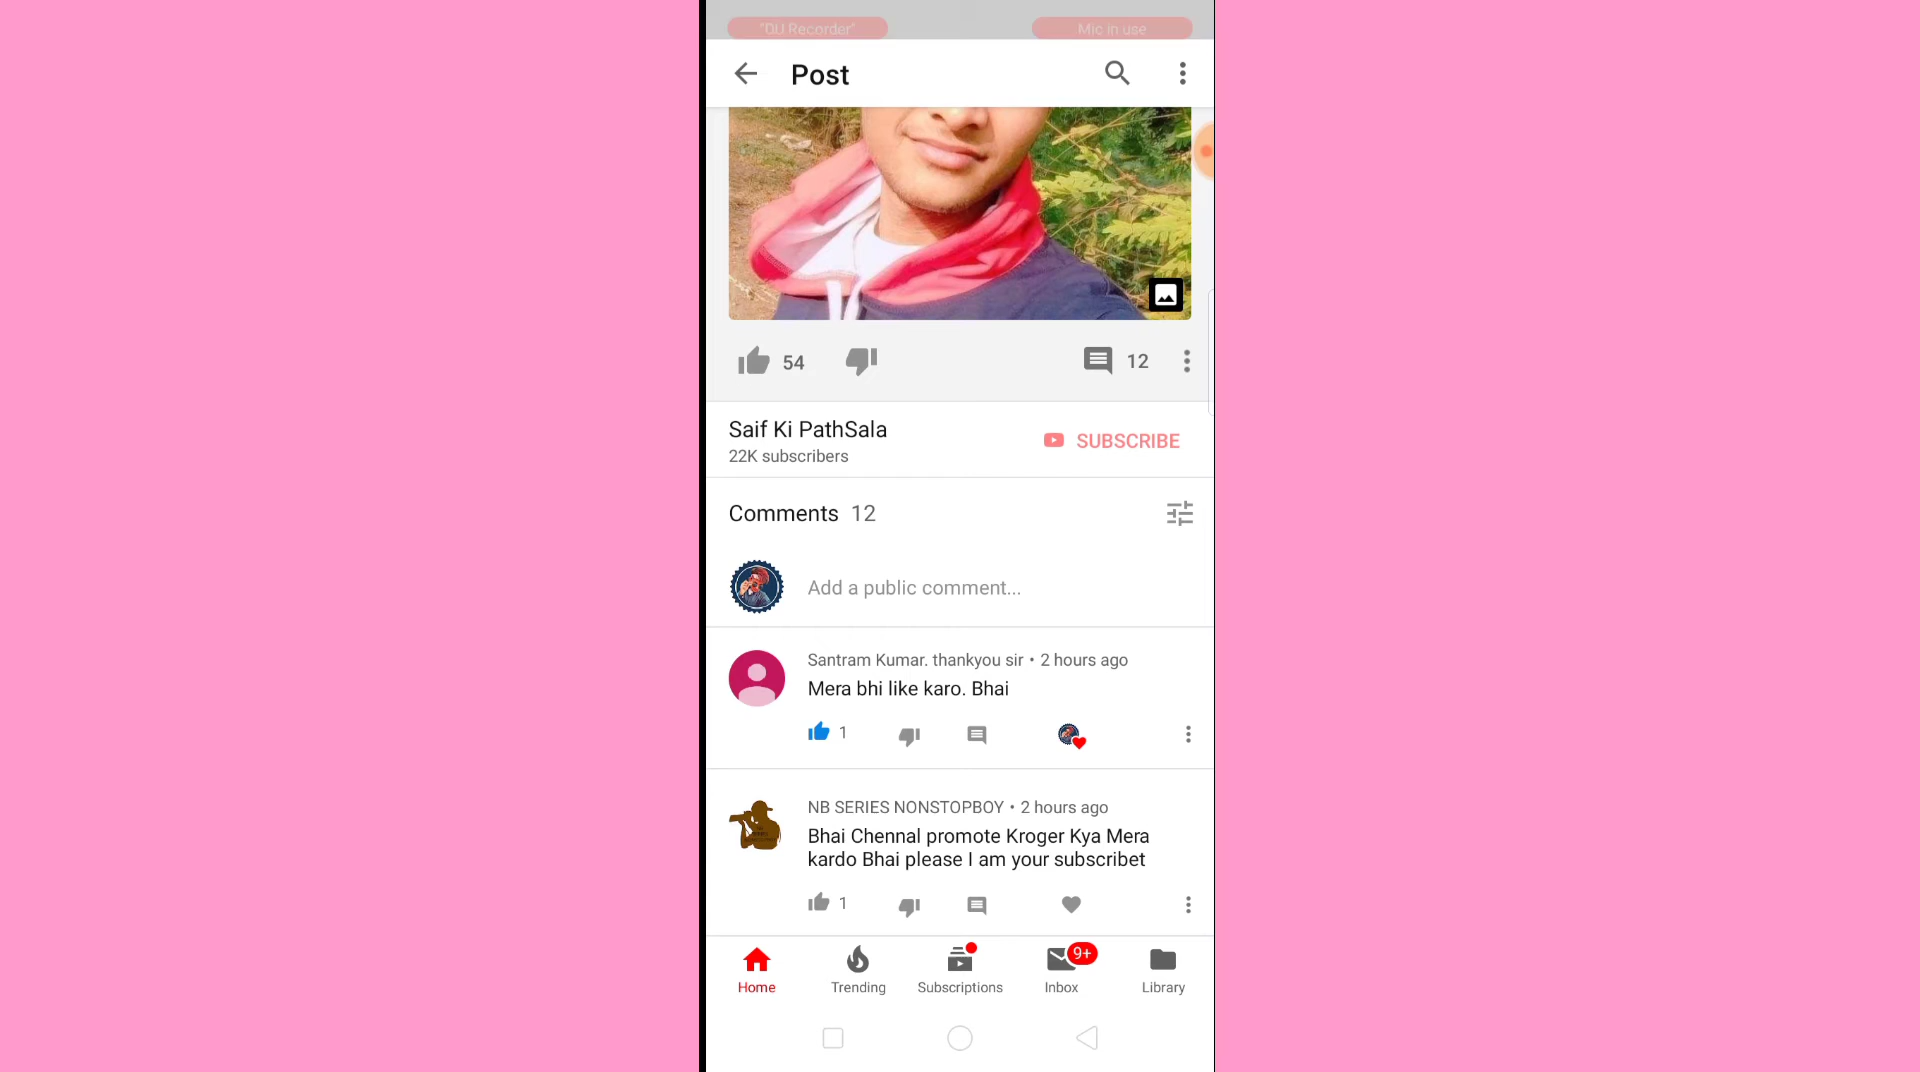 "DU Recorder" Mic in use
Post
54 12
Saif Ki PathSala
22K subscribers
SUBSCRIBE
Comments 12
Add a public comment...
Santram Kumar. thankyou sir • 2 hours ago
Mera bhi like karo. Bhai
1
NB SERIES NONSTOPBOY • 2 hours ago
Bhai Chennal promote Kroger Kya Mera
kardo Bhai please I am your subscribet
1
9+
Home Trending Subscriptions Inbox Library